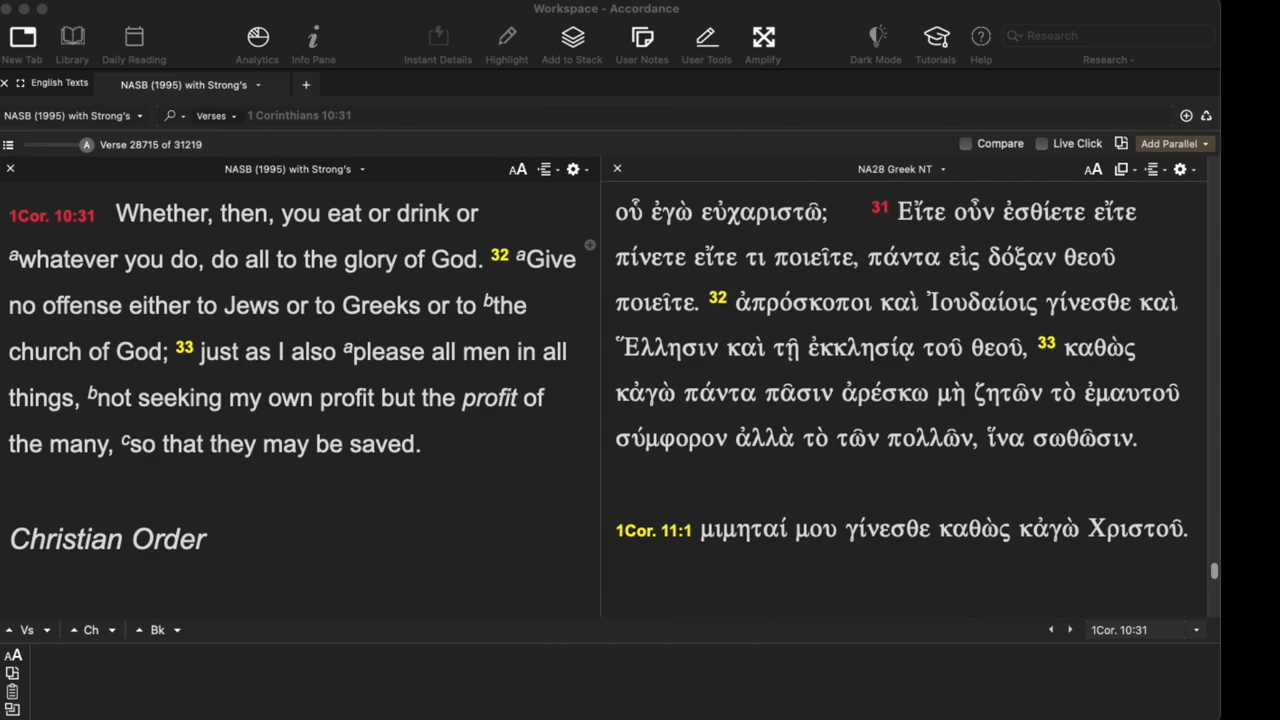 Workspace - Accordance
New Tab Library Daily Reading Analytics Info Pane Instant Details Highlight Add to Stack User Notes User Tools Amplify Dark Mode Tutorials Help Research
Research
English Texts NASB (1995) with Strong's +
NASB (1995) with Strong's Verses 1 Corinthians 10:31
A Verse 28715 of 31219 Compare Live Click Add Parallel
NASB (1995) with Strong's AA
1Cor. 10:31 Whether, then, you eat or drink or
awhatever you do, do all to the glory of God. 32 aGive
no offense either to Jews or to Greeks or to bthe
church of God; 33 just as I also aplease all men in all
things, bnot seeking my own profit but the profit of
the many, cso that they may be saved.
Christian Order
NA28 Greek NT AA
οὗ ἐγὼ εὐχαριστῶ; 31 Εἴτε οὖν ἐσθίετε εἴτε
πίνετε εἴτε τι ποιεῖτε, πάντα εἰς δόξαν θεοῦ
ποιεῖτε. 32 ἀπρόσκοποι καὶ Ἰουδαίοις γίνεσθε καὶ
Ἕλλησιν καὶ τῇ ἐκκλησίᾳ τοῦ θεοῦ, 33 καθὼς
κἀγὼ πάντα πᾶσιν ἀρέσκω μὴ ζητῶν τὸ ἐμαυτοῦ
σύμφορον ἀλλὰ τὸ τῶν πολλῶν, ἵνα σωθῶσιν.
1Cor. 11:1 μιμηταί μου γίνεσθε καθὼς κἀγὼ Χριστοῦ.
Vs Ch Bk 1Cor. 10:31
AA